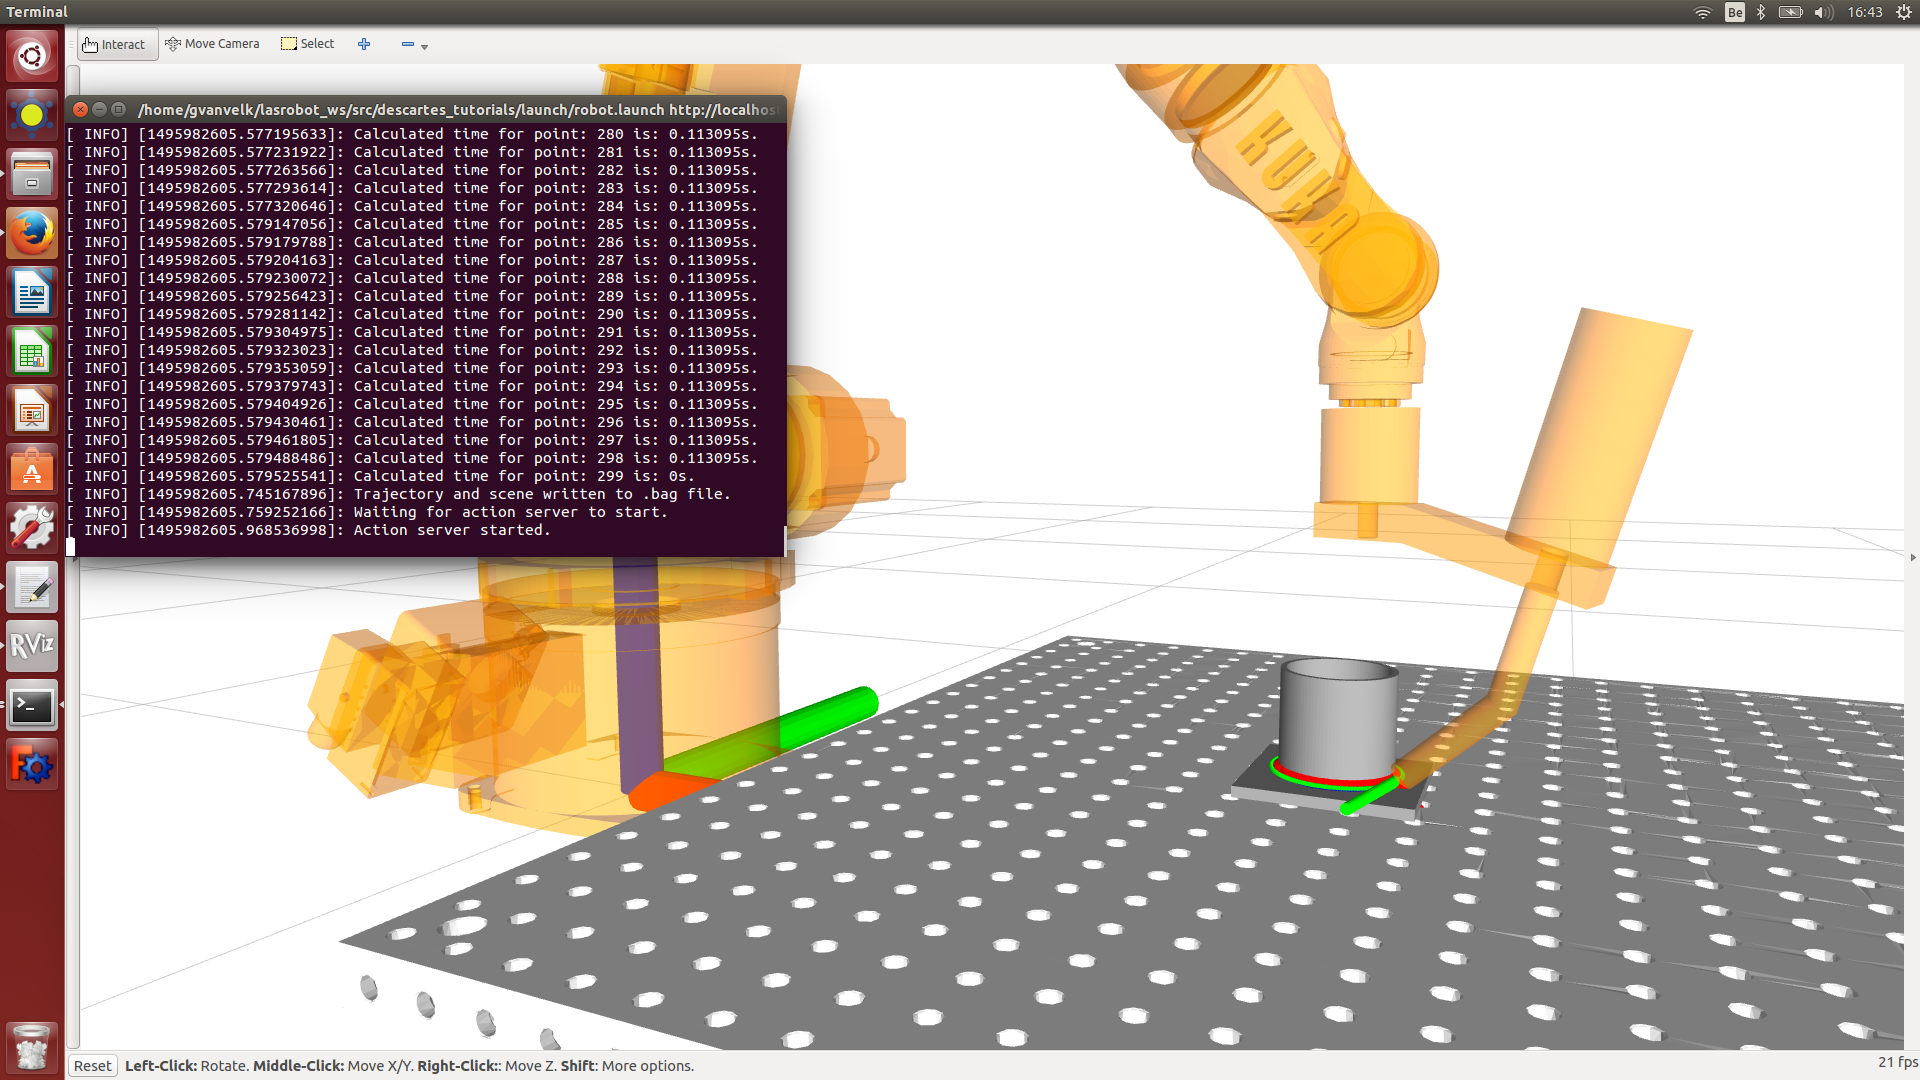 Terminal
Be
16:43
Interact
Move Camera
Select
/home/gvanvelk/lasrobot_ws/src/descartes_tutorials/launch/robot.launch http://localhos
[ INFO] [1495982605.577195633]: Calculated time for point: 280 is: 0.113095s.
[ INFO] [1495982605.577231922]: Calculated time for point: 281 is: 0.113095s.
[ INFO] [1495982605.577263566]: Calculated time for point: 282 is: 0.113095s.
[ INFO] [1495982605.577293614]: Calculated time for point: 283 is: 0.113095s.
[ INFO] [1495982605.577320646]: Calculated time for point: 284 is: 0.113095s.
[ INFO] [1495982605.579147056]: Calculated time for point: 285 is: 0.113095s.
[ INFO] [1495982605.579179788]: Calculated time for point: 286 is: 0.113095s.
[ INFO] [1495982605.579204163]: Calculated time for point: 287 is: 0.113095s.
[ INFO] [1495982605.579230072]: Calculated time for point: 288 is: 0.113095s.
[ INFO] [1495982605.579256423]: Calculated time for point: 289 is: 0.113095s.
[ INFO] [1495982605.579281142]: Calculated time for point: 290 is: 0.113095s.
[ INFO] [1495982605.579304975]: Calculated time for point: 291 is: 0.113095s.
[ INFO] [1495982605.579323023]: Calculated time for point: 292 is: 0.113095s.
[ INFO] [1495982605.579353059]: Calculated time for point: 293 is: 0.113095s.
[ INFO] [1495982605.579379743]: Calculated time for point: 294 is: 0.113095s.
[ INFO] [1495982605.579404926]: Calculated time for point: 295 is: 0.113095s.
[ INFO] [1495982605.579430461]: Calculated time for point: 296 is: 0.113095s.
[ INFO] [1495982605.579461805]: Calculated time for point: 297 is: 0.113095s.
[ INFO] [1495982605.579488486]: Calculated time for point: 298 is: 0.113095s.
[ INFO] [1495982605.579525541]: Calculated time for point: 299 is: 0s.
[ INFO] [1495982605.745167896]: Trajectory and scene written to .bag file.
[ INFO] [1495982605.759252166]: Waiting for action server to start.
[ INFO] [1495982605.968536998]: Action server started.
KUKA
RViz
Reset
Left-Click: Rotate. Middle-Click: Move X/Y. Right-Click:: Move Z. Shift: More options.
21 fps